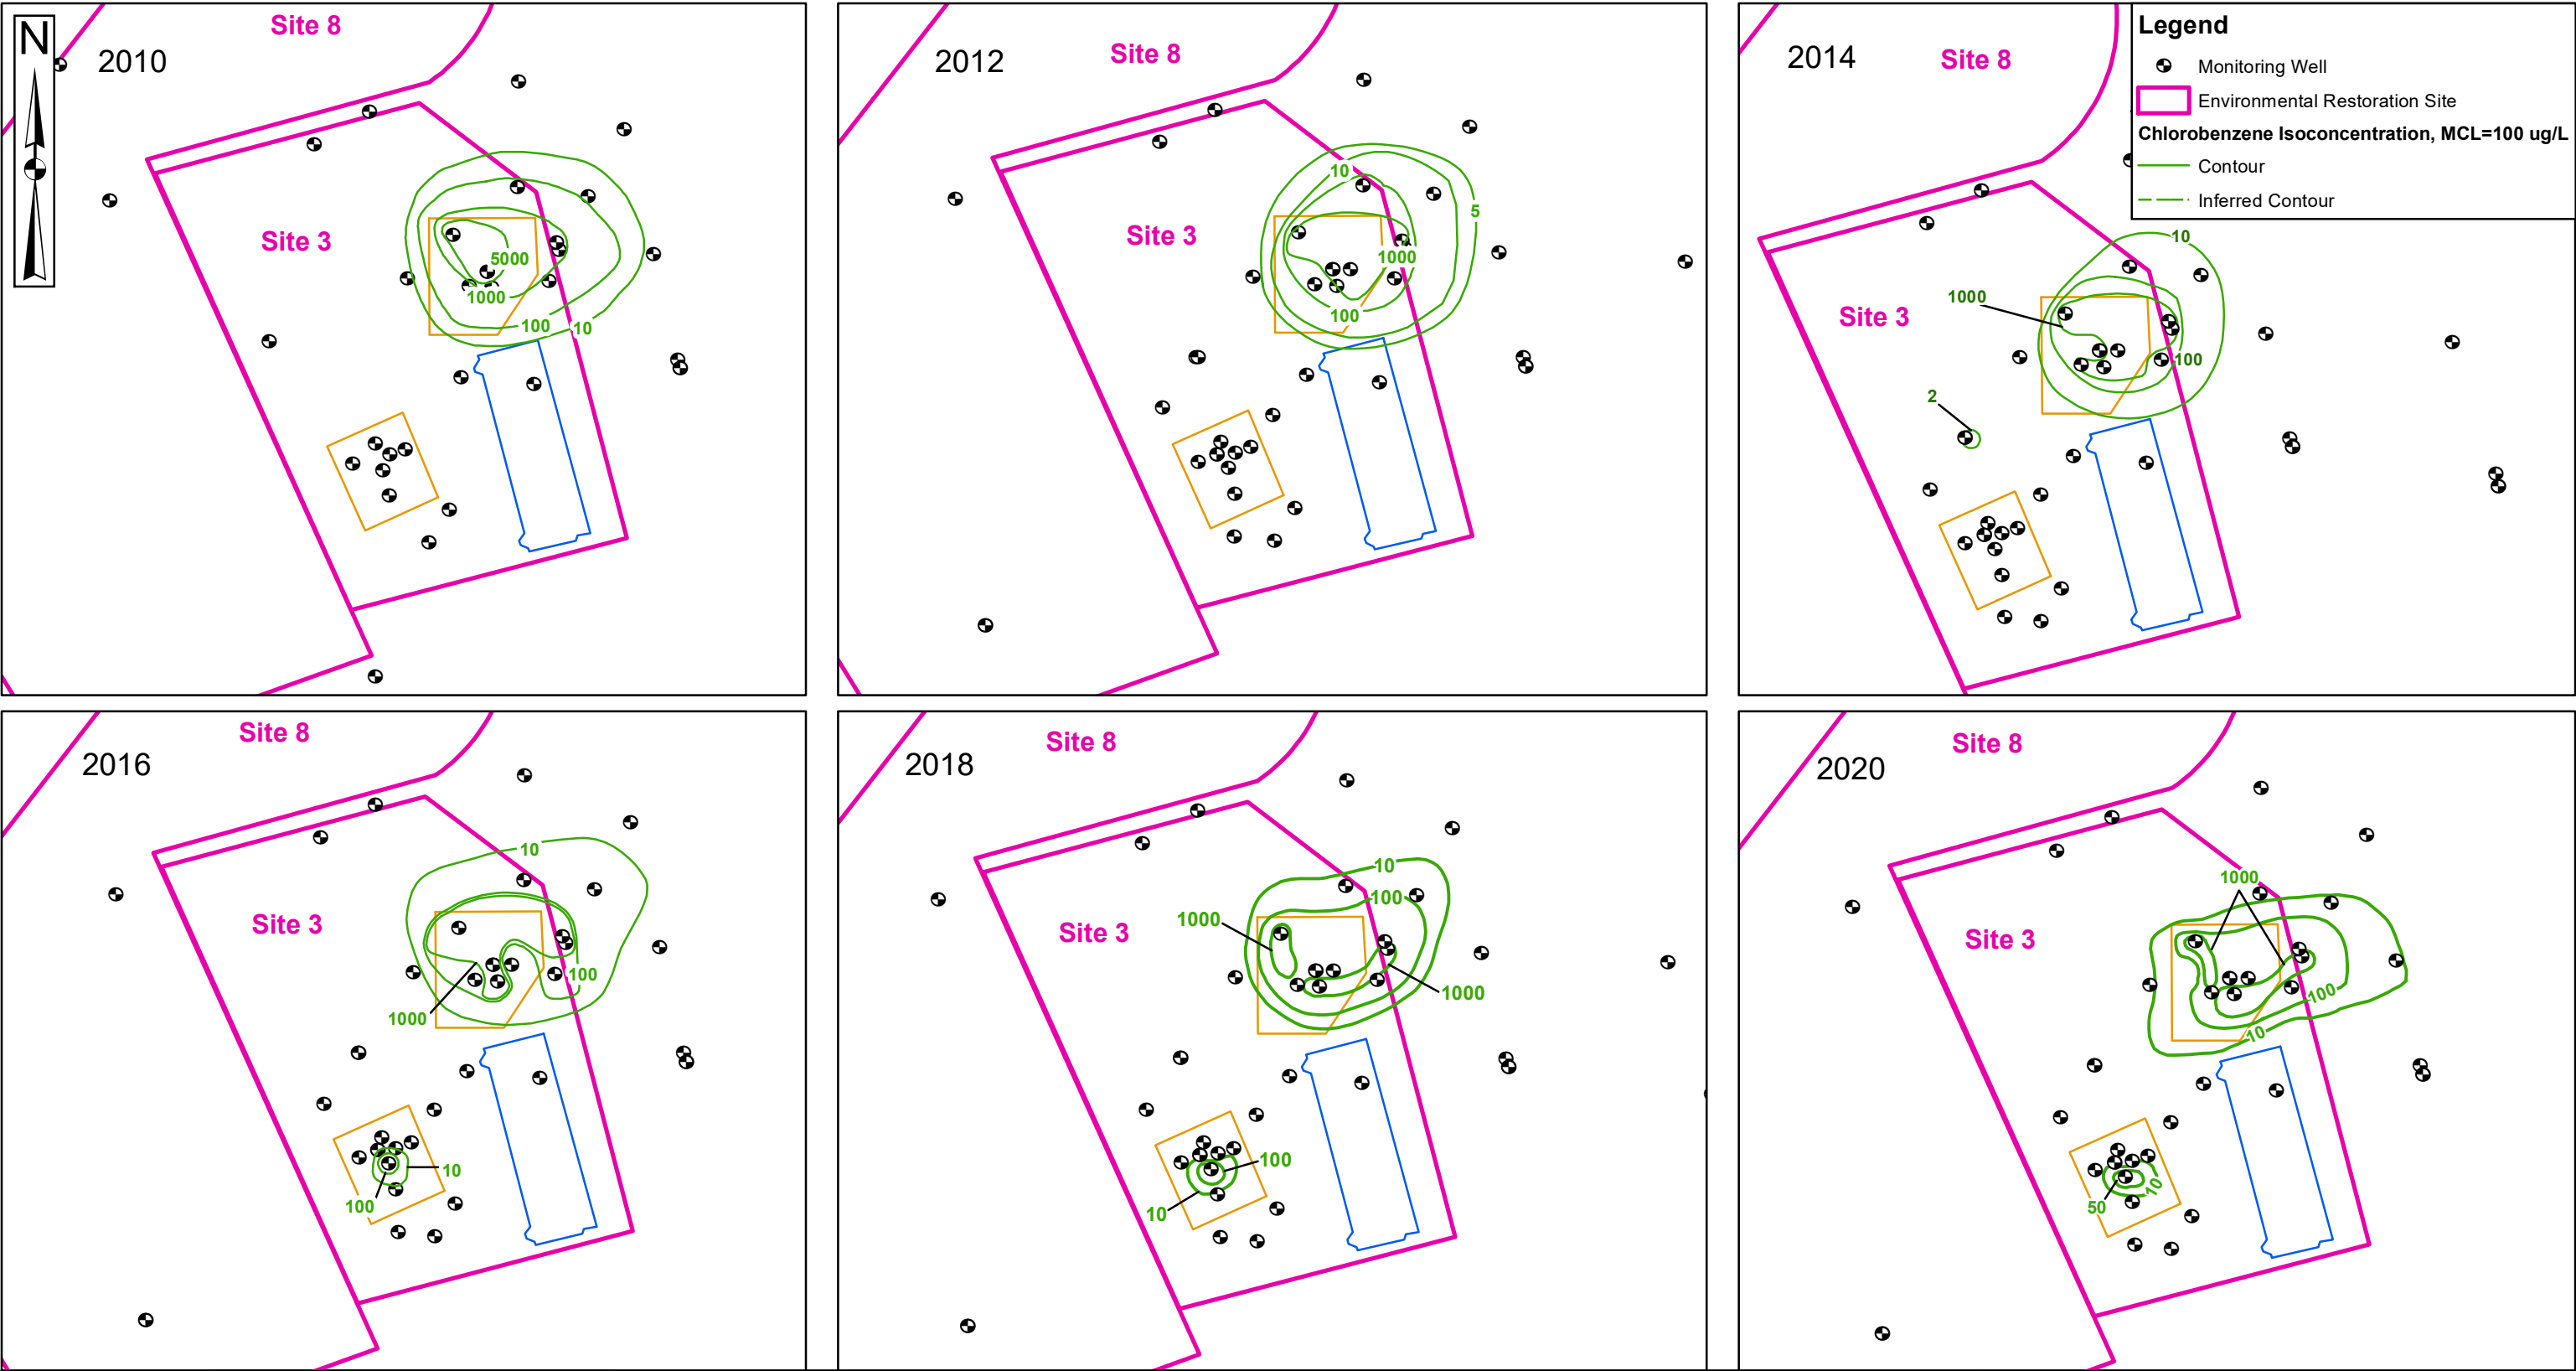 N
2010
Site 8
Site 3
5000
1000
100
10
2012
Site 8
Site 3
10
5
1000
100
2014
Site 8
Site 3
10
1000
100
2
Legend
Monitoring Well
Environmental Restoration Site
Chlorobenzene Isoconcentration, MCL=100 ug/L
Contour
Inferred Contour
2016
Site 8
Site 3
10
100
1000
10
100
2018
Site 8
Site 3
10
100
1000
1000
100
10
2020
Site 8
Site 3
1000
100
10
10
50